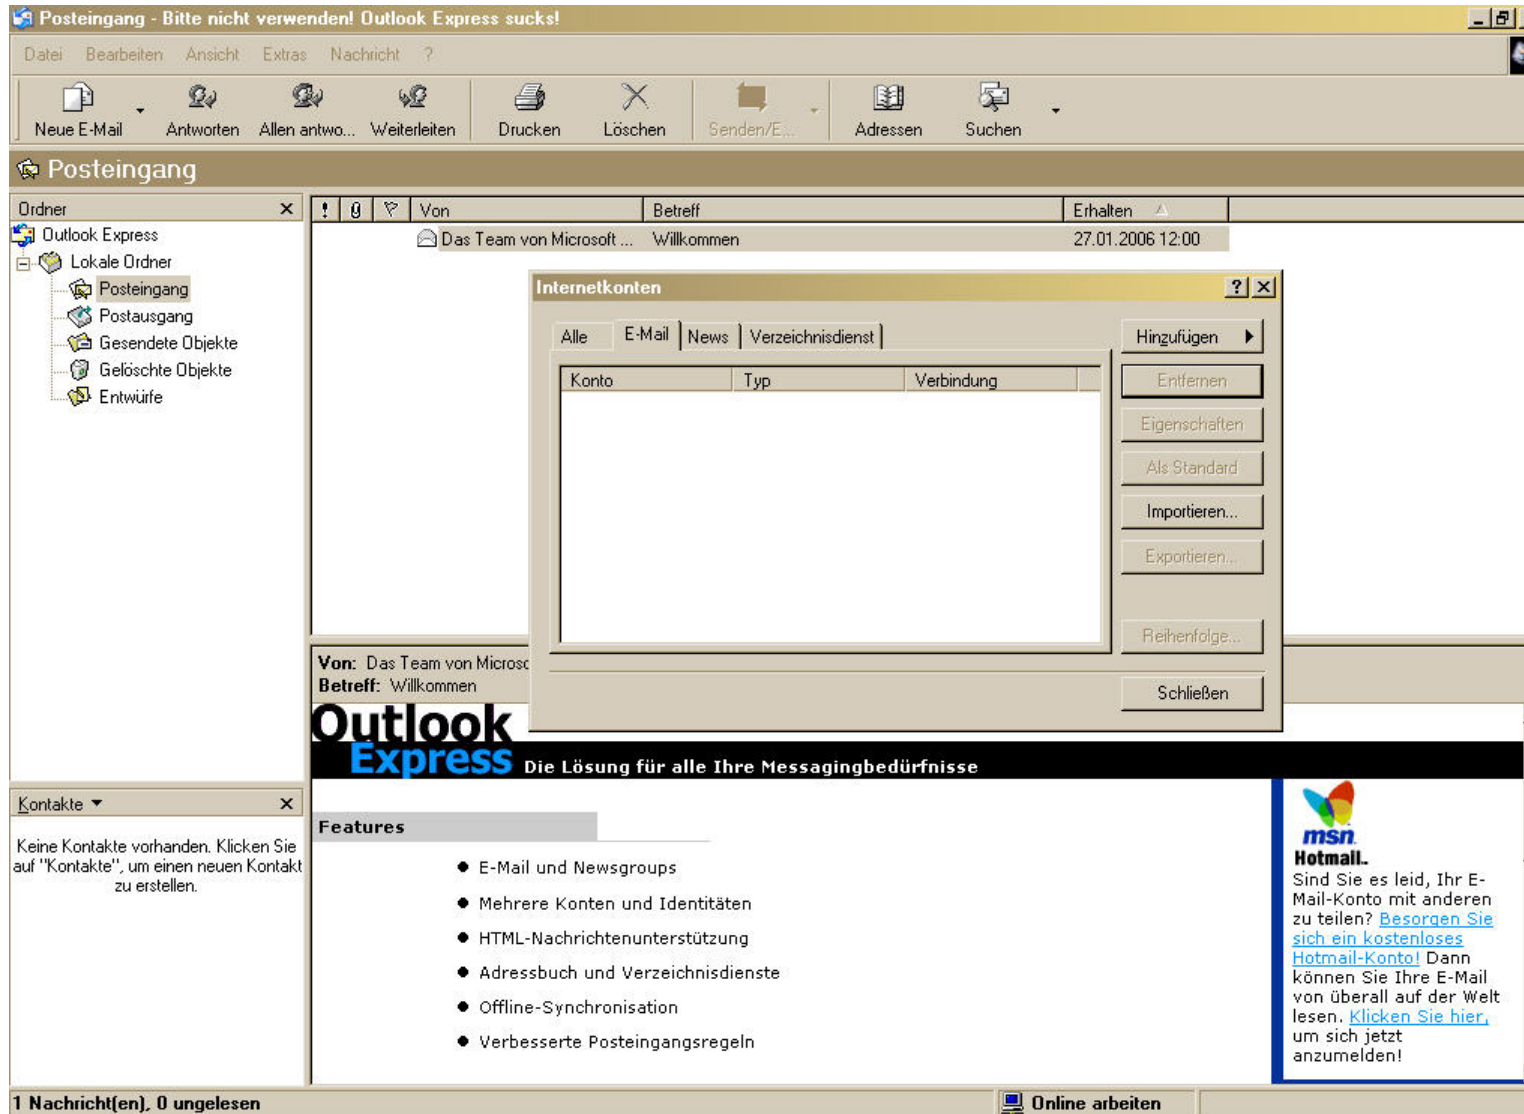 Posteingang - Bitte nicht verwenden! Outlook Express sucks!
Datei Bearbeiten Ansicht Extras Nachricht ?
Neue E-Mail Antworten Allen antwo... Weiterleiten Drucken Löschen Senden/E... Adressen Suchen
Posteingang
Ordner
Outlook Express
Lokale Ordner
Posteingang
Postausgang
Gesendete Objekte
Gelöschte Objekte
Entwürfe
! Von Betreff Erhalten
Das Team von Microsoft ... Willkommen 27.01.2006 12:00
Internetkonten
Alle E-Mail News Verzeichnisdienst
Konto Typ Verbindung
Hinzufügen
Entfernen
Eigenschaften
Als Standard
Importieren...
Exportieren...
Reihenfolge...
Schließen
Von: Das Team von Microsc
Betreff: Willkommen
Outlook
Express Die Lösung für alle Ihre Messagingbedürfnisse
Features
E-Mail und Newsgroups
Mehrere Konten und Identitäten
HTML-Nachrichtenunterstützung
Adressbuch und Verzeichnisdienste
Offline-Synchronisation
Verbesserte Posteingangsregeln
msn
Hotmail
Sind Sie es leid, Ihr E-
Mail-Konto mit anderen
zu teilen? Besorgen Sie
sich ein kostenloses
Hotmail-Konto! Dann
können Sie Ihre E-Mail
von überall auf der Welt
lesen. Klicken Sie hier,
um sich jetzt
anzumelden!
Kontakte
Keine Kontakte vorhanden. Klicken Sie
auf "Kontakte", um einen neuen Kontakt
zu erstellen.
1 Nachricht(en), 0 ungelesen Online arbeiten